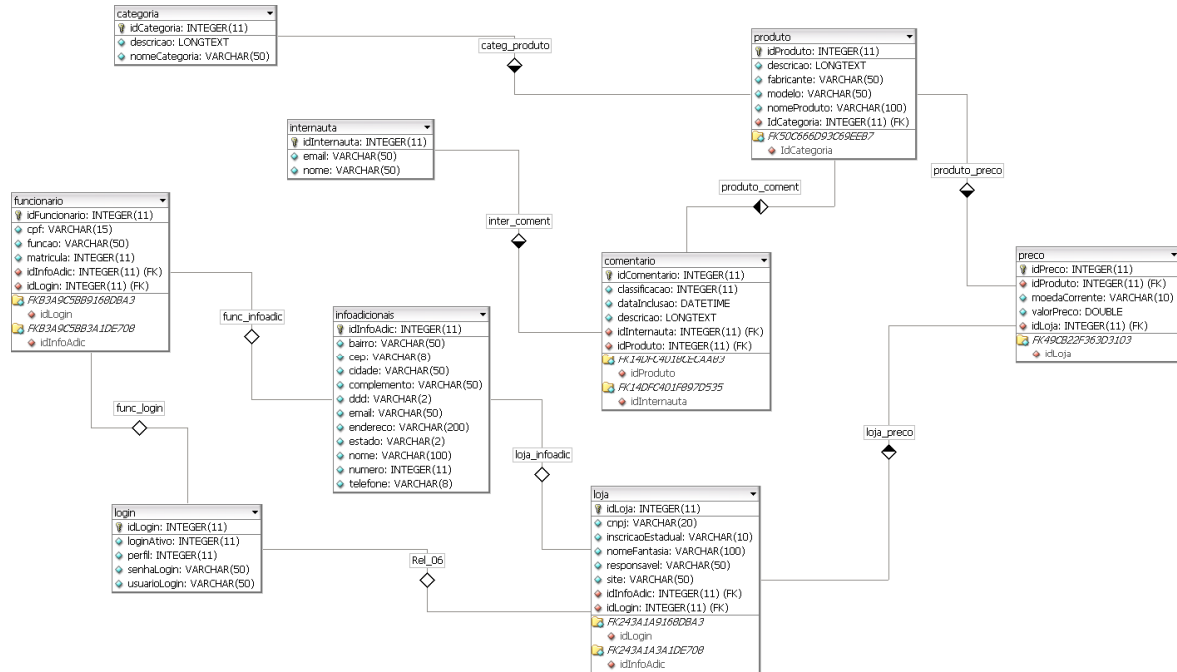 categoria
idCategoria: INTEGER(11)
descricao: LONGTEXT
nomeCategoria: VARCHAR(50)
categ_produto
produto
idProduto: INTEGER(11)
descricao: LONGTEXT
fabricante: VARCHAR(50)
modelo: VARCHAR(50)
nomeProduto: VARCHAR(100)
IdCategoria: INTEGER(11) (FK)
FK50C666D93C69EEB7
IdCategoria
internauta
idInternauta: INTEGER(11)
email: VARCHAR(50)
nome: VARCHAR(50)
produto_preco
produto_coment
inter_coment
funcionario
idFuncionario: INTEGER(11)
cpf: VARCHAR(15)
funcao: VARCHAR(50)
matricula: INTEGER(11)
idInfoAdic: INTEGER(11) (FK)
idLogin: INTEGER(11) (FK)
FKB3A9C5BB9168DBA3
idLogin
FKB3A9C5BB3A1DE708
idInfoAdic
func_infoadic
comentario
idComentario: INTEGER(11)
classificacao: INTEGER(11)
dataInclusao: DATETIME
descricao: LONGTEXT
idInternauta: INTEGER(11) (FK)
idProduto: INTEGER(11) (FK)
idProduto
FK14DFC401F097D535
idInternauta
preco
idPreco: INTEGER(11)
idProduto: INTEGER(11) (FK)
moedaCorrente: VARCHAR(10)
valorPreco: DOUBLE
idLoja: INTEGER(11) (FK)
FK49CB22F363D3103
idLoja
infoadicionais
idInfoAdic: INTEGER(11)
bairro: VARCHAR(50)
cep: VARCHAR(8)
cidade: VARCHAR(50)
complemento: VARCHAR(50)
ddd: VARCHAR(2)
email: VARCHAR(50)
endereco: VARCHAR(200)
estado: VARCHAR(2)
nome: VARCHAR(100)
numero: INTEGER(11)
telefone: VARCHAR(8)
func_login
loja_infoadic
loja_preco
login
idLogin: INTEGER(11)
loginAtivo: INTEGER(11)
perfil: INTEGER(11)
senhaLogin: VARCHAR(50)
usuarioLogin: VARCHAR(50)
Rel_06
loja
idLoja: INTEGER(11)
cnpj: VARCHAR(20)
inscricaoEstadual: VARCHAR(10)
nomeFantasia: VARCHAR(100)
responsavel: VARCHAR(50)
site: VARCHAR(50)
idInfoAdic: INTEGER(11) (FK)
idLogin: INTEGER(11) (FK)
FK243A1A9168DBA3
idLogin
FK243A1A3A1DE708
idInfoAdic